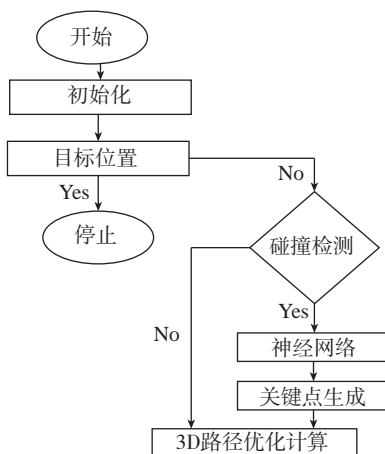 开始
初始化
目标位置
No
Yes
停止
碰撞检测
Yes
No
神经网络
关键点生成
3D路径优化计算